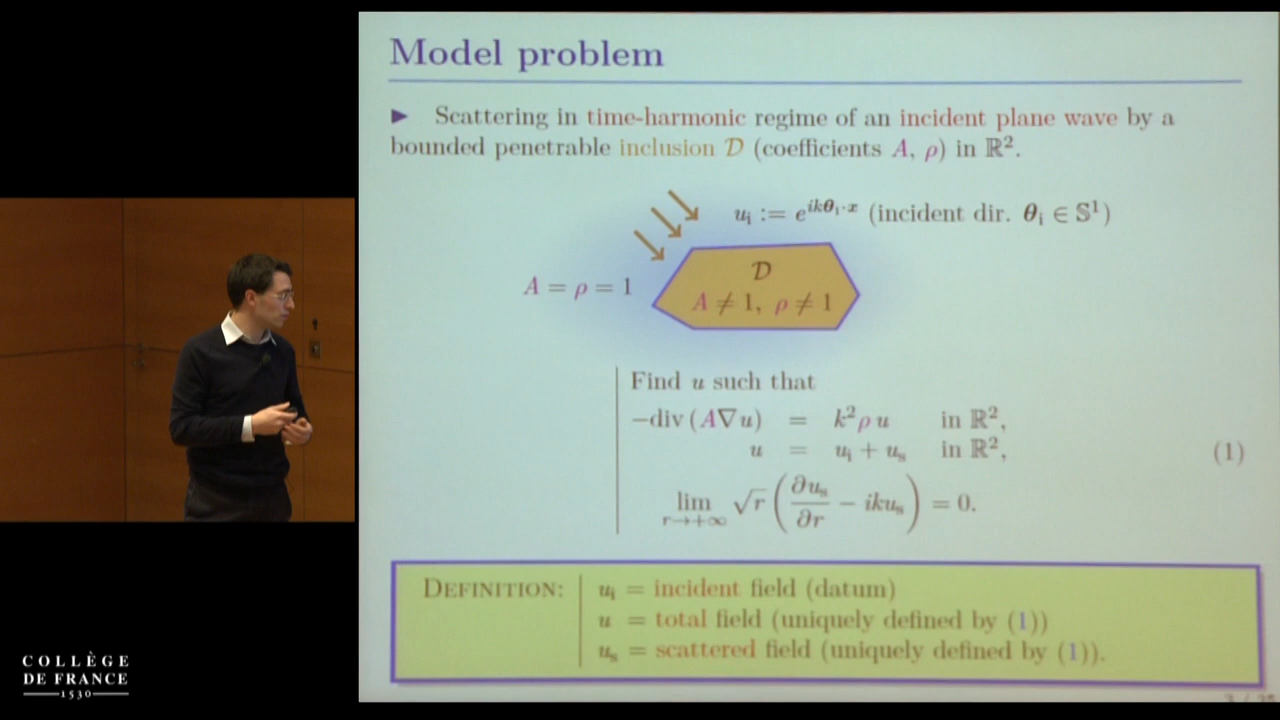 Model problem
► Scattering in time-harmonic regime of an incident plane wave by a
bounded penetrable inclusion 𝒟 (coefficients A, ρ) in ℝ².
uᵢ := e^{ikθᵢ·x} (incident dir. θᵢ ∈ 𝕊¹)
𝒟
A = ρ = 1
A ≠ 1, ρ ≠ 1
Find u such that
−div (A∇u) = k²ρ u in ℝ²,
u = uᵢ + uₛ in ℝ²,
(1)
lim_{r→+∞} √r (∂uₛ/∂r − ikuₛ) = 0.
DEFINITION:
uᵢ = incident field (datum)
u = total field (uniquely defined by (1))
uₛ = scattered field (uniquely defined by (1)).
COLLÈGE
DE FRANCE
1530